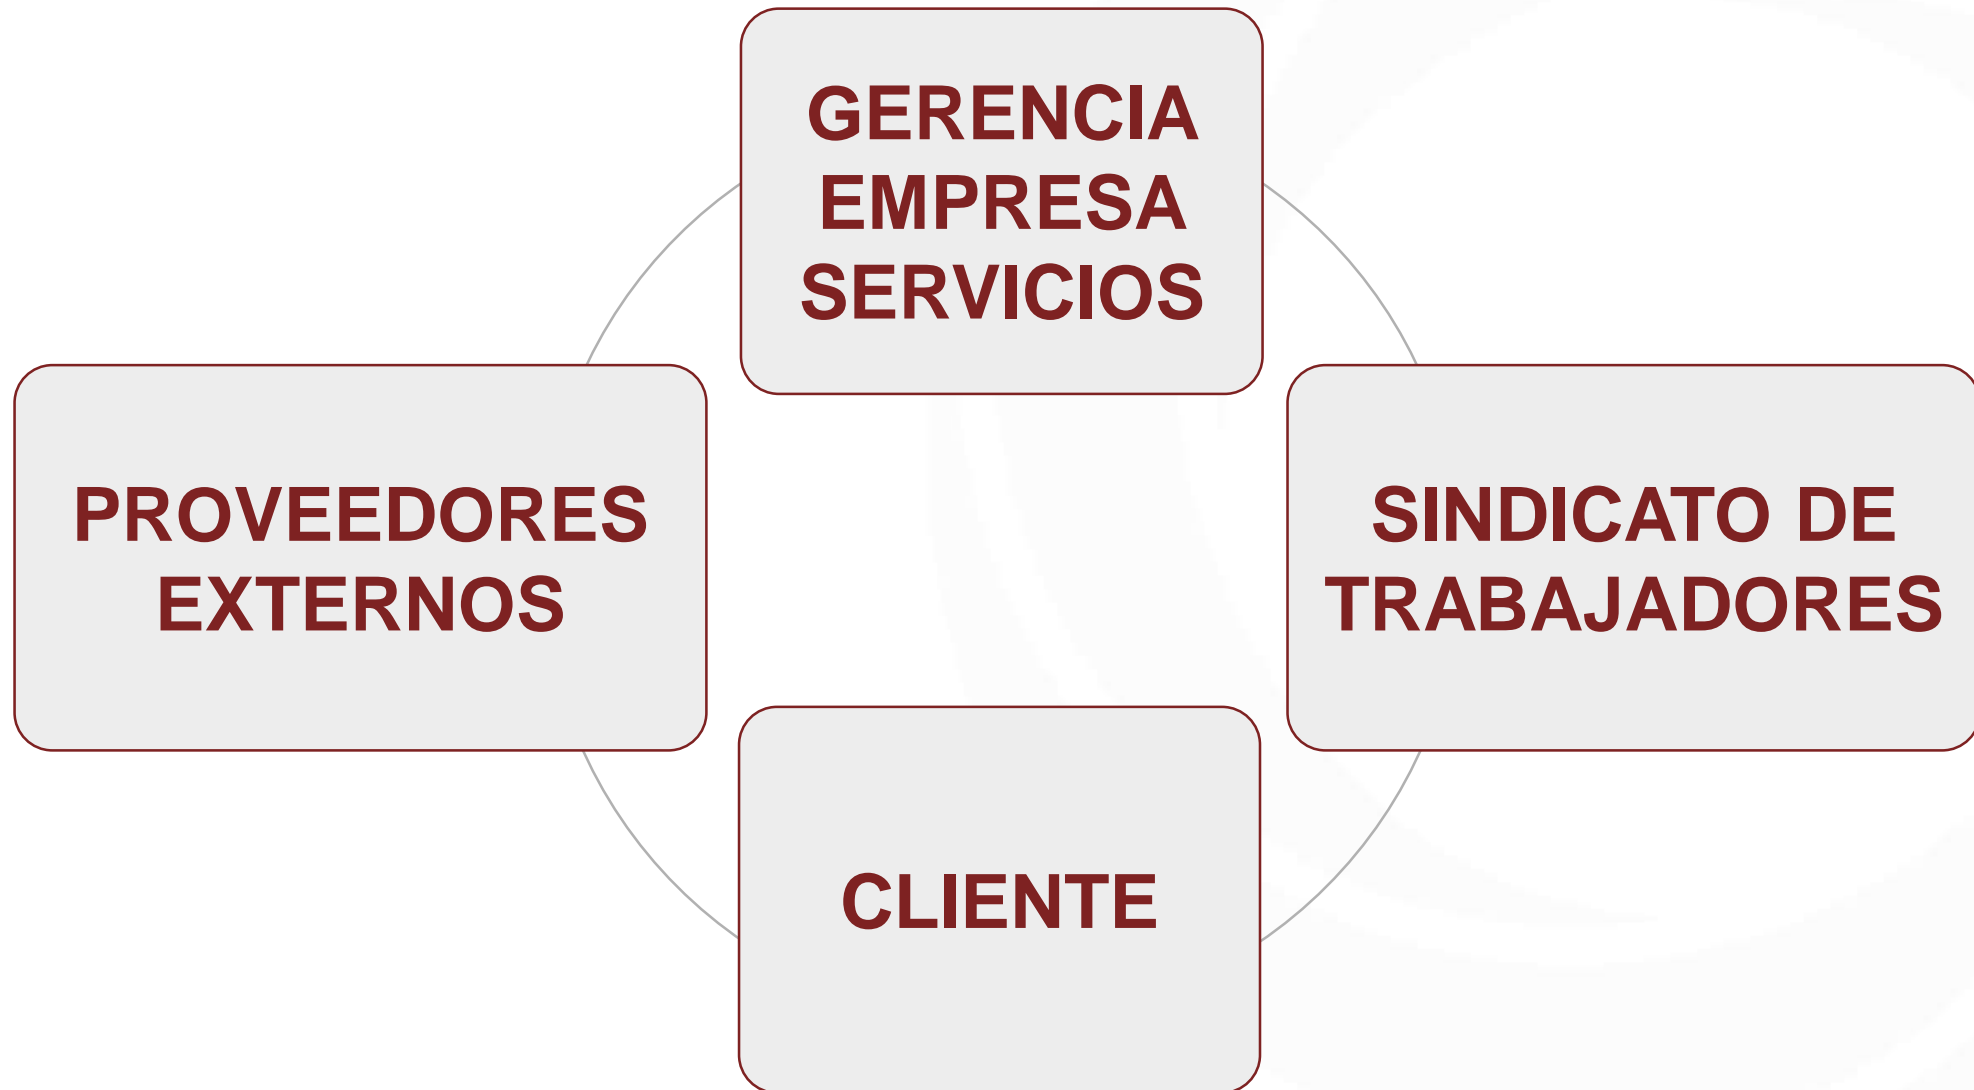 GERENCIA
EMPRESA
SERVICIOS
PROVEEDORES
EXTERNOS
SINDICATO DE
TRABAJADORES
CLIENTE